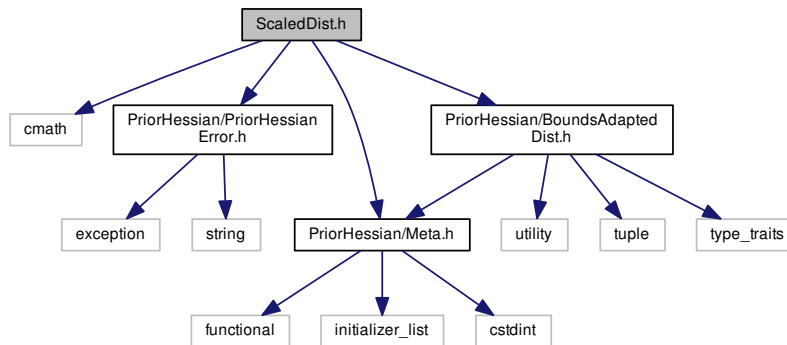 ScaledDist.h
cmath
PriorHessian/PriorHessian
Error.h
PriorHessian/BoundsAdapted
Dist.h
exception
string
PriorHessian/Meta.h
utility
tuple
type_traits
functional
initializer_list
cstdint